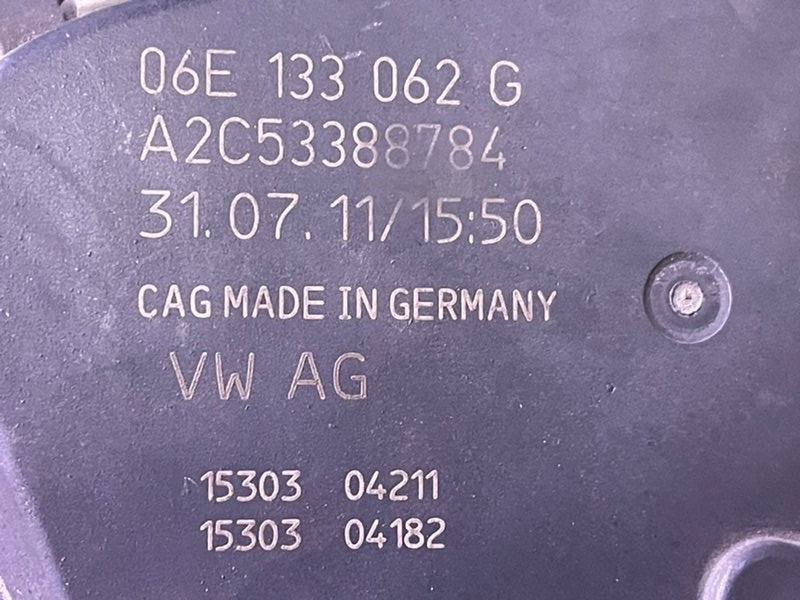 06E 133 062 G
A2C53388784
31.07.11/15:50
CAG MADE IN GERMANY
VW AG
15303 04211
15303 04182